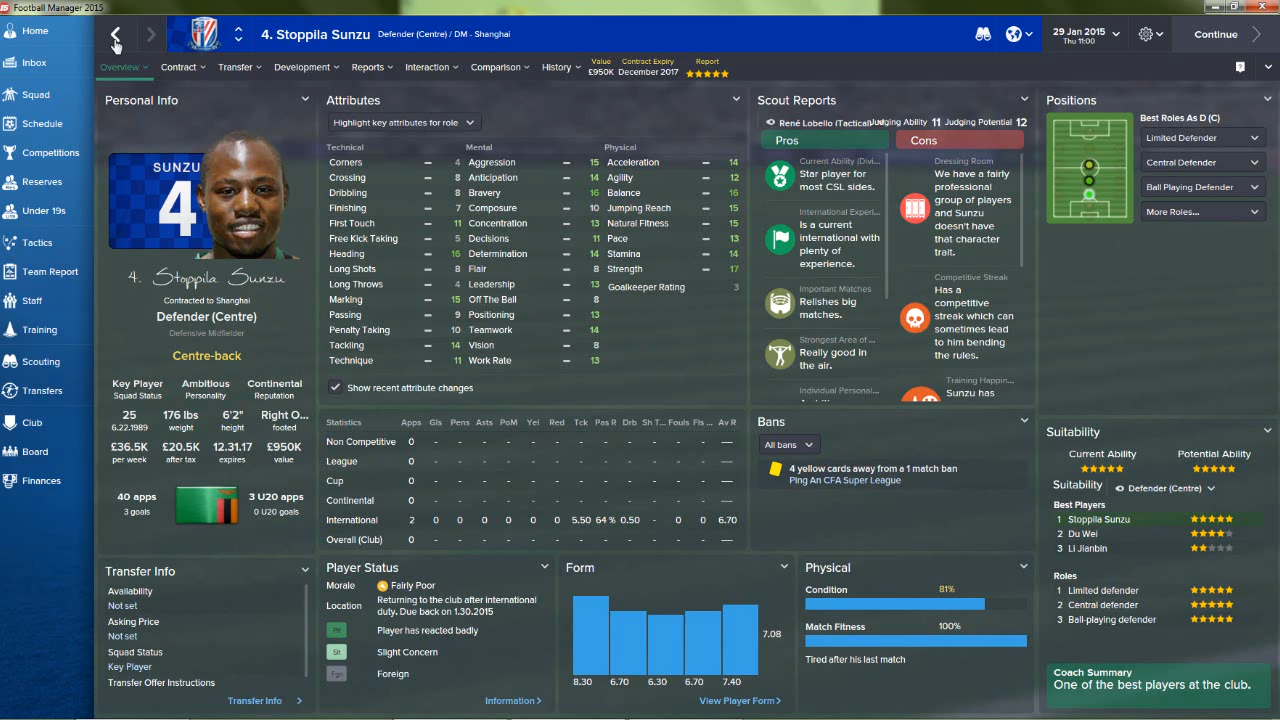 Football Manager 2015
Home
Inbox
Squad
Schedule
Competitions
Reserves
Under 19s
Tactics
Team Report
Staff
Training
Scouting
Transfers
Club
Board
Finances
4. Stoppila Sunzu Defender (Centre) / DM - Shanghai
29 Jan 2015
Thu 11:00
Continue
Overview Contract Transfer Development Reports Interaction Comparison History
Value
£950K
Contract Expiry
December 2017
Report
Personal Info
SUNZU
4
4. Stoppila Sunzu
Contracted to Shanghai
Defender (Centre)
Defensive Midfielder
Centre-back
Key Player Ambitious Continental
Squad Status Personality Reputation
25 176 lbs 6'2" Right O...
6.22.1989 weight height footed
£36.5K £20.5K 12.31.17 £950K
per week after tax expires value
40 apps 3 U20 apps
3 goals 0 U20 goals
Attributes
Highlight key attributes for role
Technical Mental Physical
Corners 4 Aggression 15 Acceleration 14
Crossing 8 Anticipation 14 Agility 12
Dribbling 8 Bravery 16 Balance 16
Finishing 7 Composure 10 Jumping Reach 15
First Touch 11 Concentration 13 Natural Fitness 15
Free Kick Taking 5 Decisions 11 Pace 13
Heading 16 Determination 14 Stamina 14
Long Shots 8 Flair 8 Strength 17
Long Throws 4 Leadership 13 Goalkeeper Rating 3
Marking 15 Off The Ball 8
Passing 9 Positioning 13
Penalty Taking 10 Teamwork 14
Tackling 14 Vision 8
Technique 11 Work Rate 13
Show recent attribute changes
Scout Reports
René Lobello (Tactical Judging Ability 11 Judging Potential 12
Pros
Current Ability (Divi...
Star player for
most CSL sides.
International Experi...
Is a current
international with
plenty of
experience.
Important Matches
Relishes big
matches.
Strongest Area of ...
Really good in
the air.
Individual Personal...
Cons
Dressing Room
We have a fairly
professional
group of players
and Sunzu
doesn't have
that character
trait.
Competitive Streak
Has a
competitive
streak which can
sometimes lead
to him bending
the rules.
Training Happin...
Sunzu has
Positions
Best Roles As D (C)
Limited Defender
Central Defender
Ball Playing Defender
More Roles...
Statistics Apps Gls Pens Asts PoM Yel Red Tck Pas R Drb Sh T... Fouls Fls ... Av R
Non Competitive 0 - - - - - - - - - - - - ----
League 0 - - - - - - - - - - - - ----
Cup 0 - - - - - - - - - - - - ----
Continental 0 - - - - - - - - - - - - ----
International 2 0 0 0 0 0 0 5.50 64 % 0.50 - 0 0 6.70
Overall (Club) 0 - - - - - - - - - - - - ----
Bans
All bans
4 yellow cards away from a 1 match ban
Ping An CFA Super League
Suitability
Current Ability Potential Ability
Suitability Defender (Centre)
Best Players
1 Stoppila Sunzu
2 Du Wei
3 Li Jianbin
Roles
1 Limited defender
2 Central defender
3 Ball-playing defender
Coach Summary
One of the best players at the club.
Transfer Info
Availability
Not set
Asking Price
Not set
Squad Status
Key Player
Transfer Offer Instructions
Transfer Info
Player Status
Morale Fairly Poor
Location Returning to the club after international
duty. Due back on 1.30.2015
Player has reacted badly
Slt Slight Concern
Fgn Foreign
Information
Form
7.08
8.30 6.70 6.30 6.70 7.40
View Player Form
Physical
Condition 81%
Match Fitness 100%
Tired after his last match